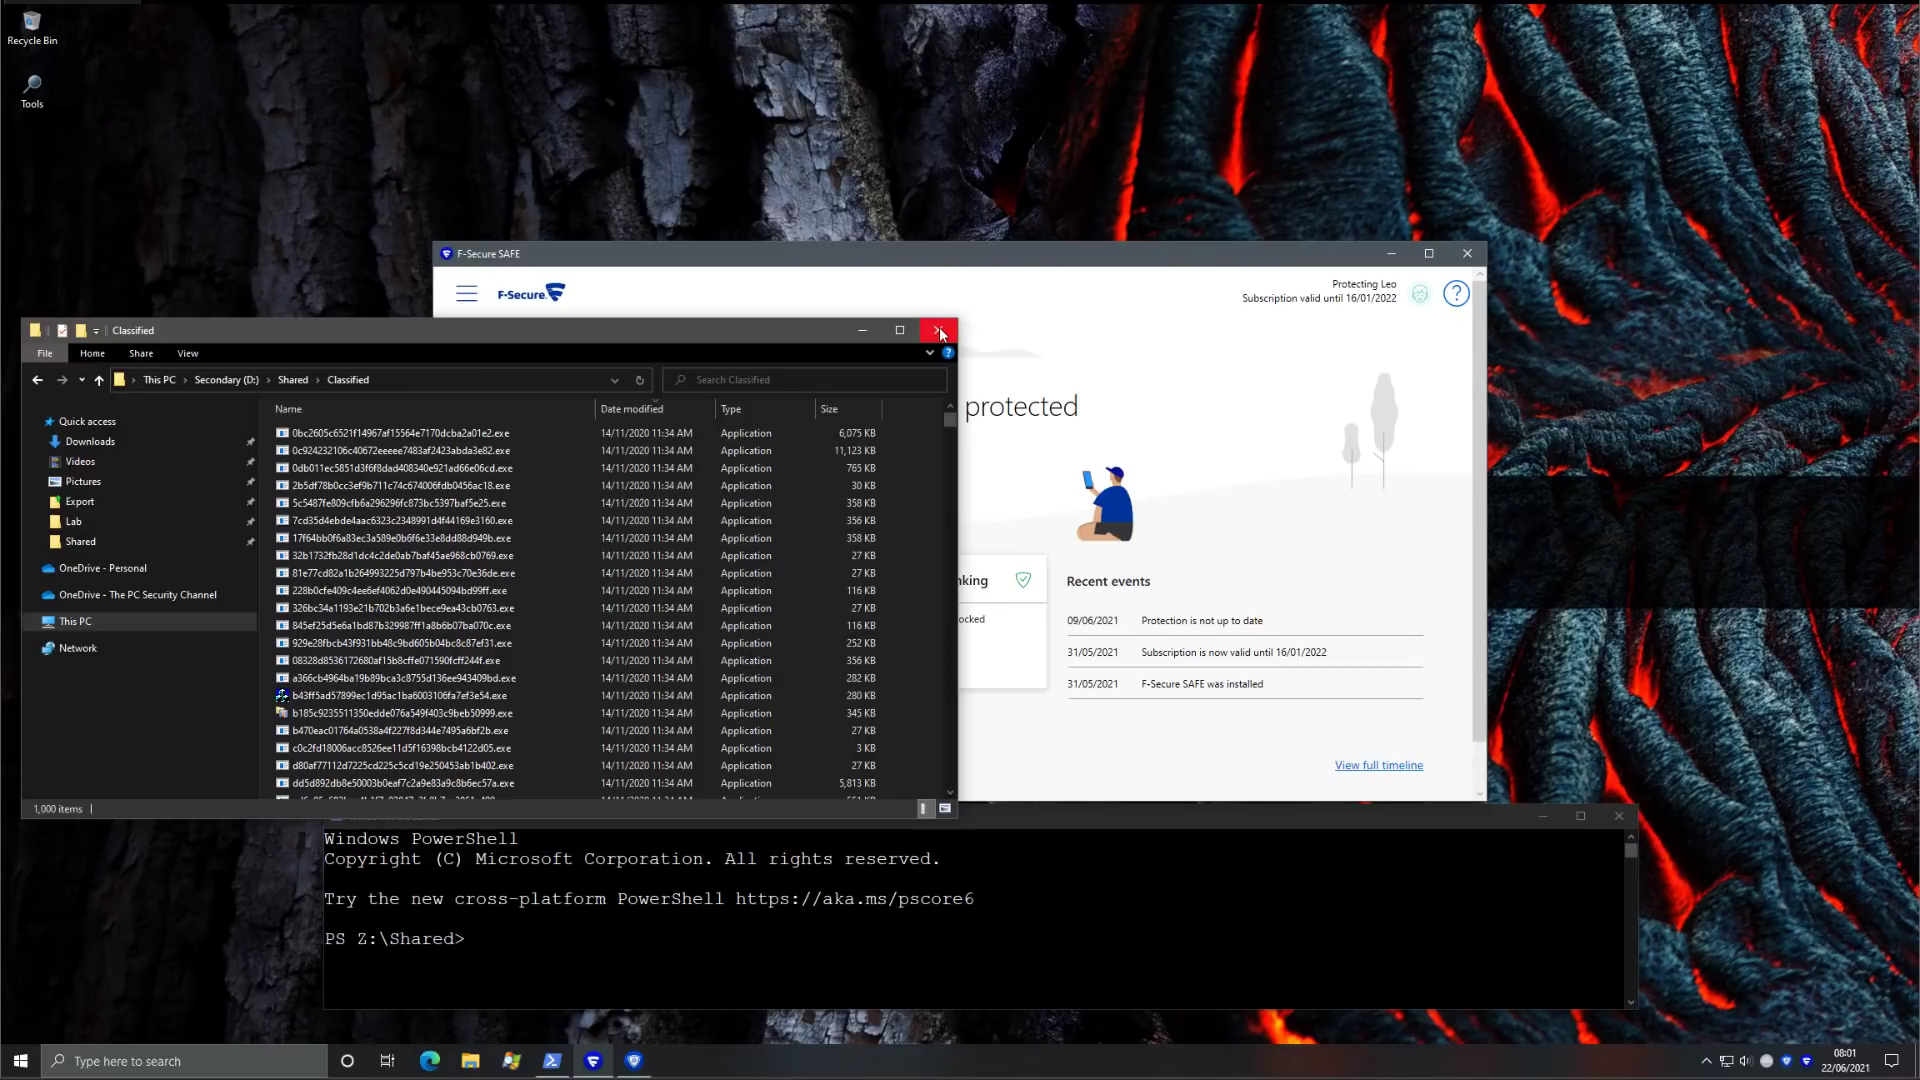 Recycle Bin
Tools
F-Secure SAFE
F-Secure.
Protecting Leo
Subscription valid until 16/01/2022
?
Classified
File Home Share View
This PC › Secondary (D:) › Shared › Classified
Search Classified
protected
Name Date modified Type Size
Quick access
Downloads
Videos
Pictures
Export
Lab
Shared
OneDrive - Personal
OneDrive - The PC Security Channel
This PC
Network
0bc2605c6521f14967af15564e7170dcba2a01e2.exe 14/11/2020 11:34 AM Application 6,075 KB
0c924232106c40672eeeee7483af2423abda3e82.exe 14/11/2020 11:34 AM Application 11,123 KB
0db011ec5851d3f6f8dad408340e921ad66e06cd.exe 14/11/2020 11:34 AM Application 765 KB
2b5df78b0cc3ef9b711c74c674006fdb0456ac18.exe 14/11/2020 11:34 AM Application 30 KB
5c5487fe809cfb6a296296fc873bc5397baf5e25.exe 14/11/2020 11:34 AM Application 358 KB
7cd35d4ebde4aac6323c2348991d4f44169e3160.exe 14/11/2020 11:34 AM Application 356 KB
17f64bb0f6a83ec3a589e0b6f6e33e8dd88d949b.exe 14/11/2020 11:34 AM Application 358 KB
32b1732fb28d1dc4c2de0ab7baf45ae968cb0769.exe 14/11/2020 11:34 AM Application 27 KB
81e77cd82a1b264993225d797b4be953c70e36de.exe 14/11/2020 11:34 AM Application 27 KB
228b0cfe409c4ee6ef4062d0e490445094bd99ff.exe 14/11/2020 11:34 AM Application 116 KB
326bc34a1193e21b702b3a6e1bece9ea43cb0763.exe 14/11/2020 11:34 AM Application 27 KB
845ef25d5e6a1bd87b329987ff1a8b6b07ba070c.exe 14/11/2020 11:34 AM Application 116 KB
929e28fbcb43f931bb48c9bd605b04bc8c87ef31.exe 14/11/2020 11:34 AM Application 252 KB
08328d8536172680af15b8cffe071590fcff244f.exe 14/11/2020 11:34 AM Application 356 KB
a366cb4964ba19b89bca3c8755d136ee943409bd.exe 14/11/2020 11:34 AM Application 282 KB
b43ff5ad57899ec1d95ac1ba6003106fa7ef3e54.exe 14/11/2020 11:34 AM Application 280 KB
b185c9235511350edde076a549f403c9beb50999.exe 14/11/2020 11:34 AM Application 345 KB
b470eac01764a0538a4f227f8d344e7495a6bf2b.exe 14/11/2020 11:34 AM Application 27 KB
c0c2fd18006acc8526ee11d5f16398bcb4122d05.exe 14/11/2020 11:34 AM Application 3 KB
d80af77112d7225cd225c5cd19e250453ab1b402.exe 14/11/2020 11:34 AM Application 27 KB
dd5d892db8e50003b0eaf7c2a9e83a9c8b6ec57a.exe 14/11/2020 11:34 AM Application 5,813 KB
1,000 items
nking
ocked
Recent events
09/06/2021 Protection is not up to date
31/05/2021 Subscription is now valid until 16/01/2022
31/05/2021 F-Secure SAFE was installed
View full timeline
Windows PowerShell
Copyright (C) Microsoft Corporation. All rights reserved.
Try the new cross-platform PowerShell https://aka.ms/pscore6
PS Z:\Shared>
Type here to search
08:01
22/06/2021